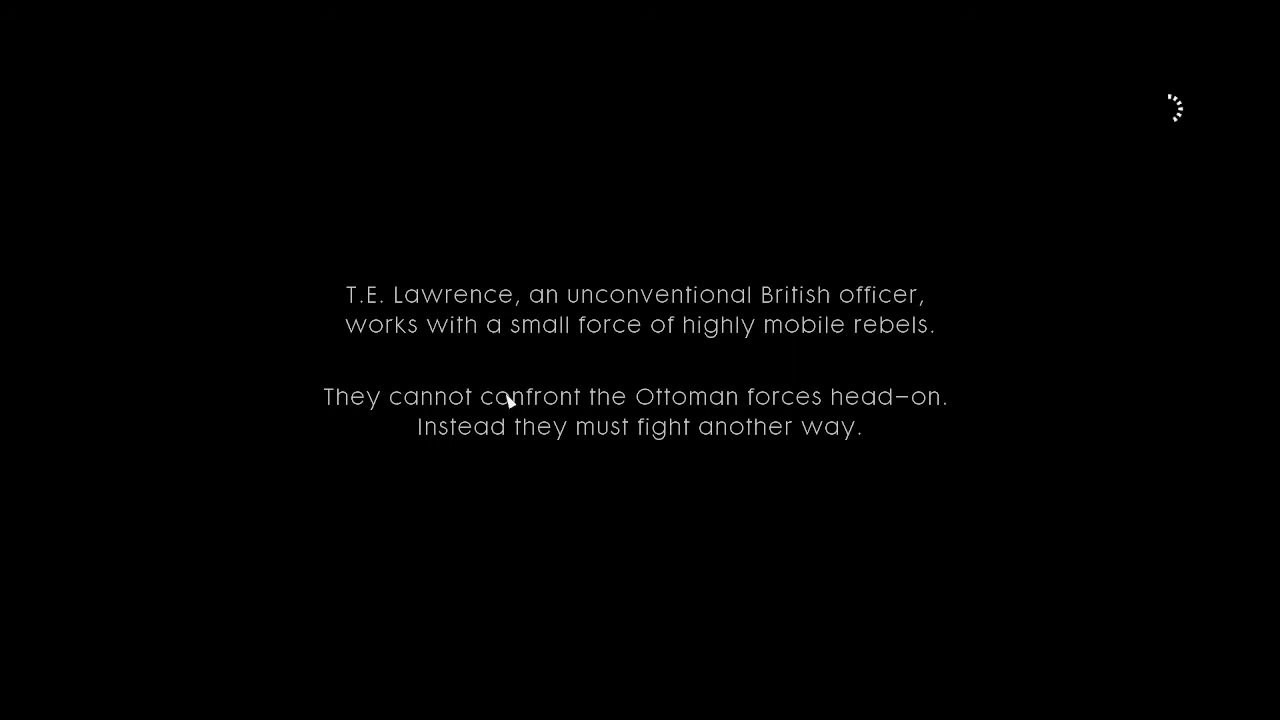 T.E. Lawrence, an unconventional British officer,
works with a small force of highly mobile rebels.
They cannot confront the Ottoman forces head-on.
Instead they must fight another way.